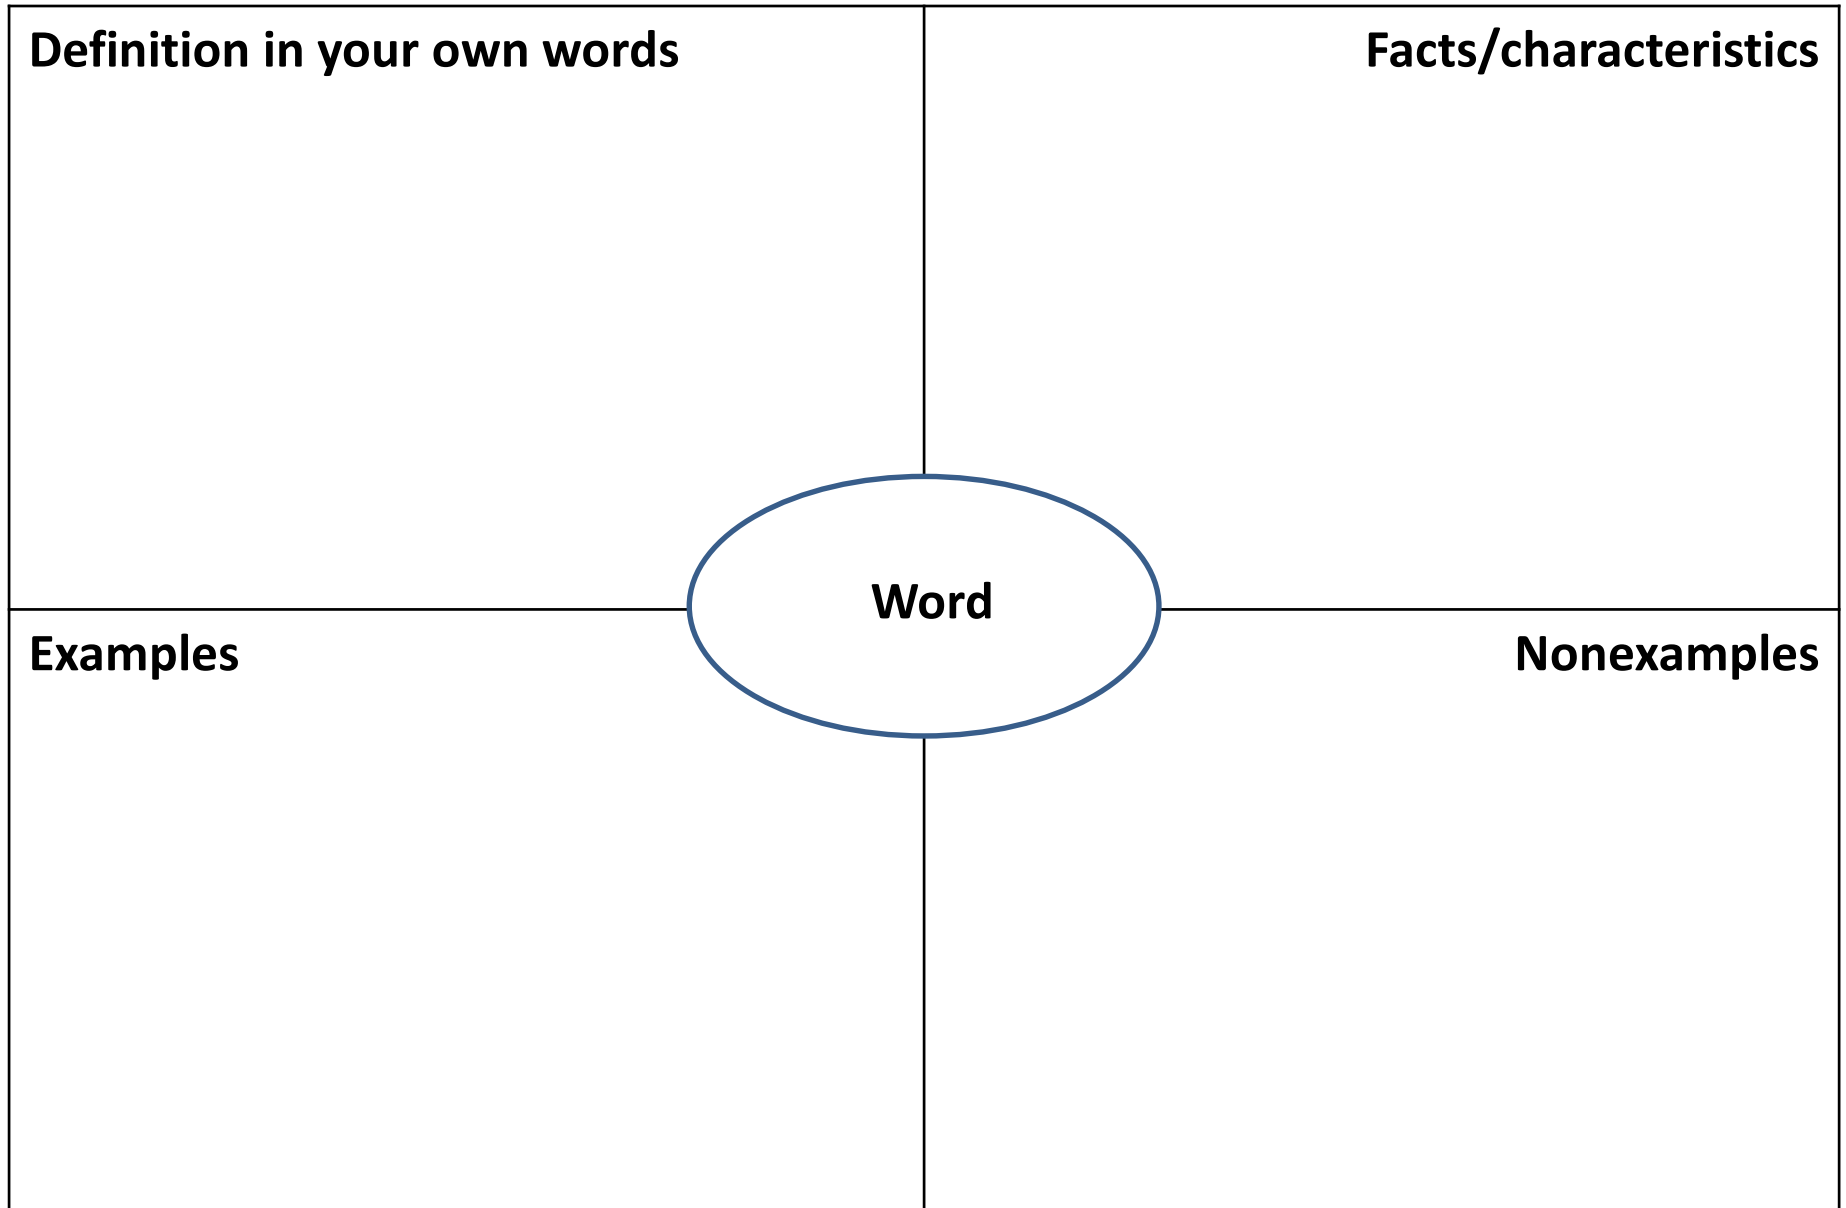 Definition in your own words
Facts/characteristics
Word
Examples
Nonexamples